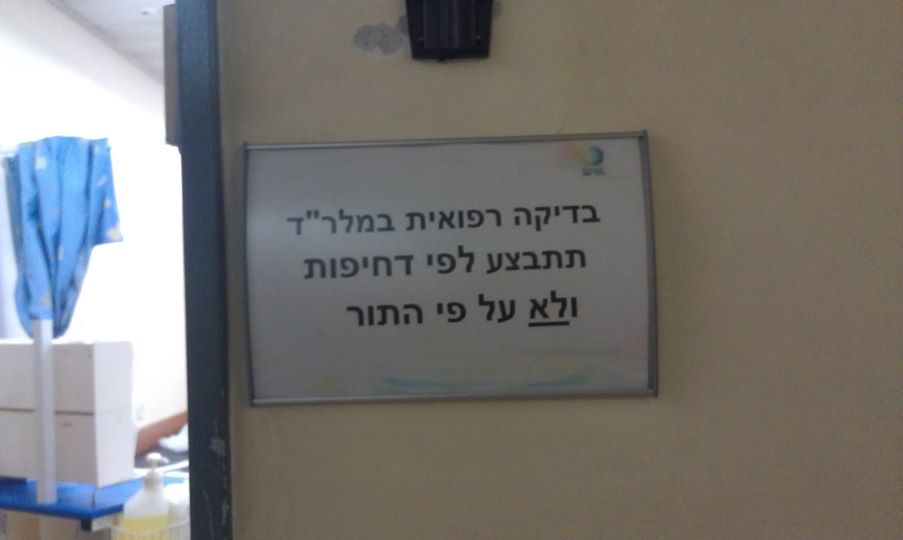 בדיקה רפואית במלר"ד
תתבצע לפי דחיפות
ולא על פי התור